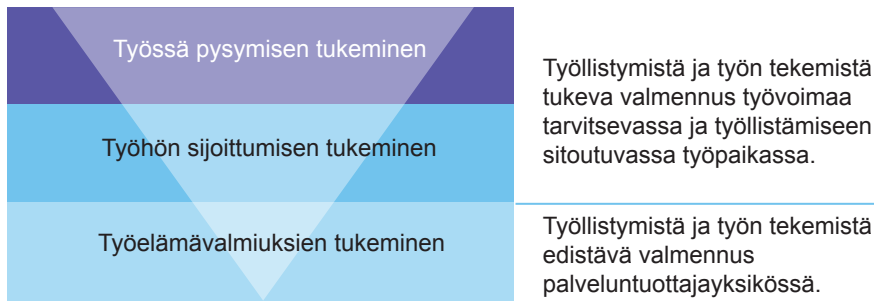 Työssä pysymisen tukeminen
Työhön sijoittumisen tukeminen
Työelämävalmiuksien tukeminen
Työllistymistä ja työn tekemistä
tukeva valmennus työvoimaa
tarvitsevassa ja työllistämiseen
sitoutuvassa työpaikassa.
Työllistymistä ja työn tekemistä
edistävä valmennus
palveluntuottajayksikössä.